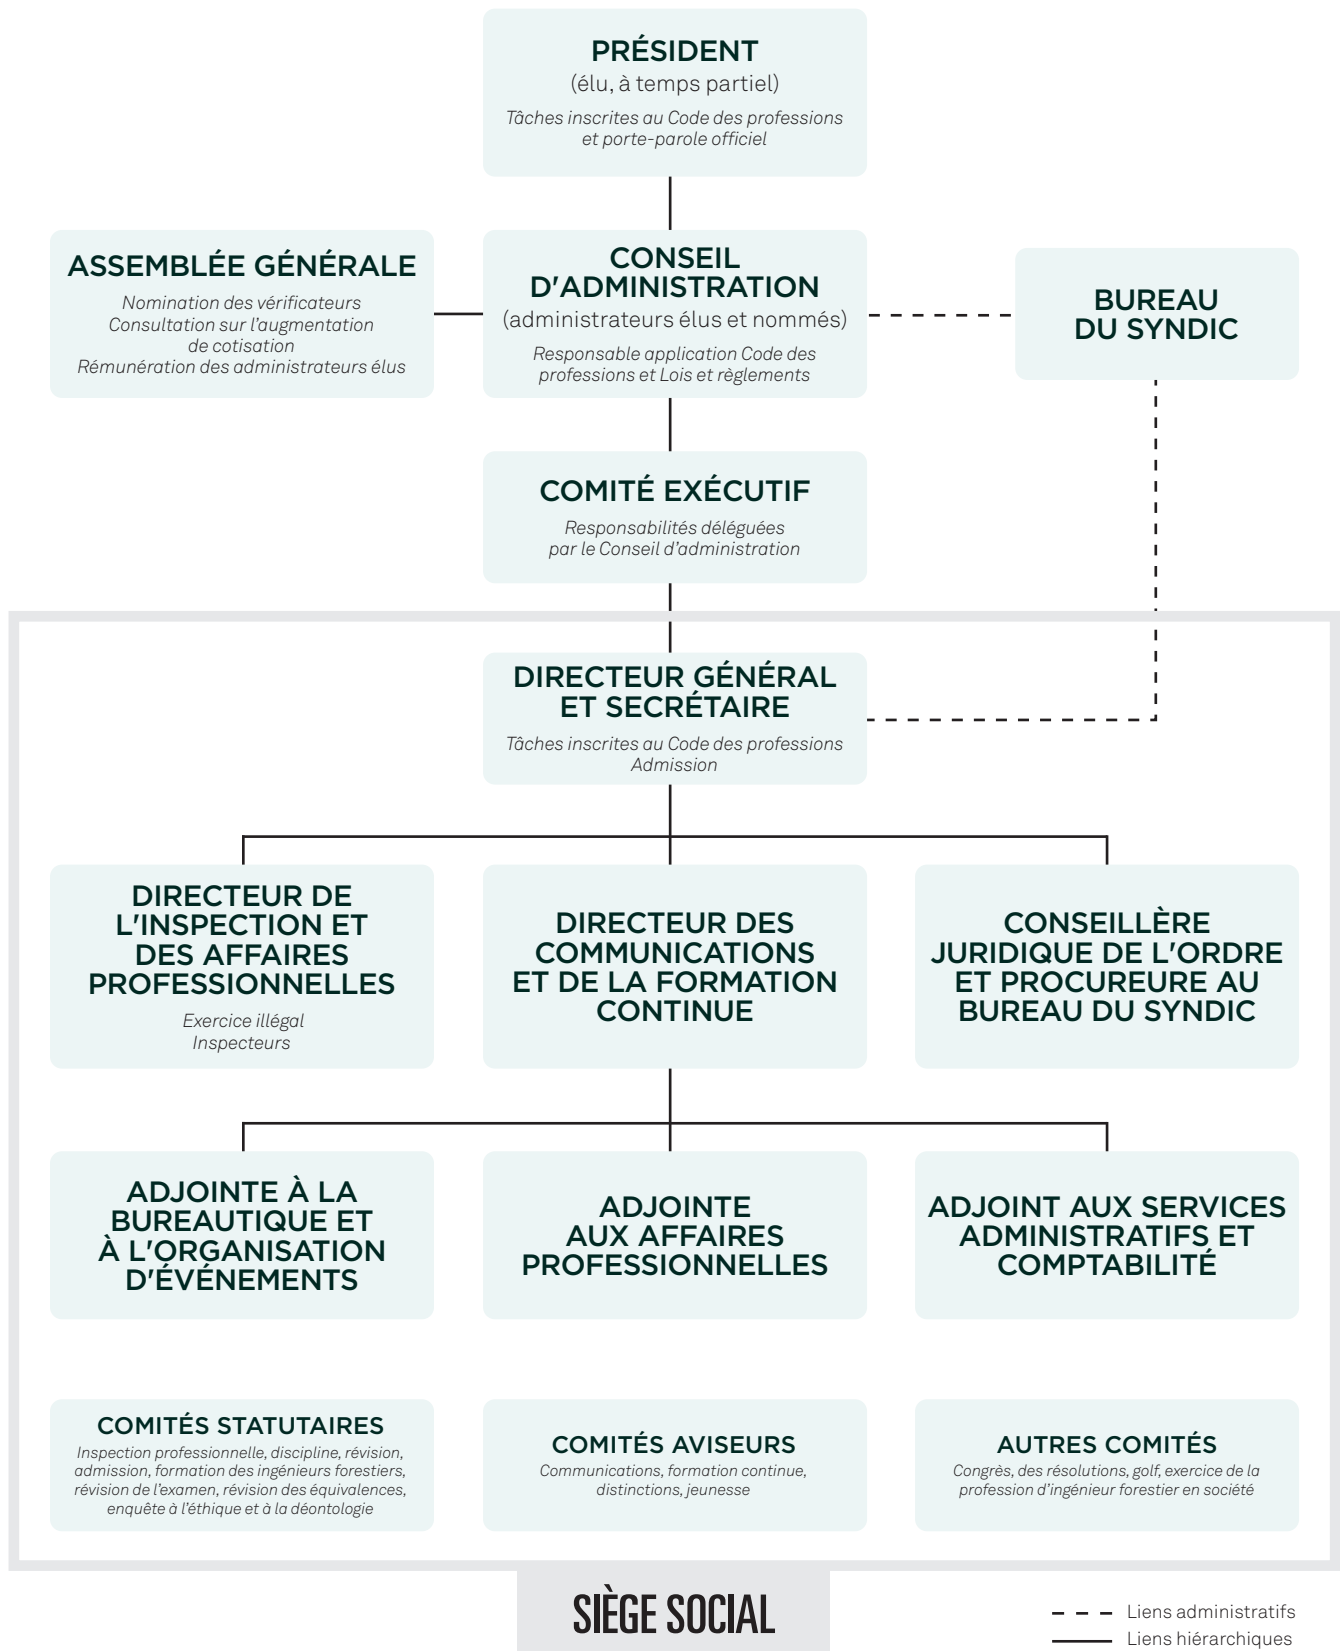 PRÉSIDENT
(élu, à temps partiel)
Tâches inscrites au Code des professions
et porte-parole officiel
ASSEMBLÉE GÉNÉRALE
Nomination des vérificateurs
Consultation sur l'augmentation
de cotisation
Rémunération des administrateurs élus
CONSEIL
D'ADMINISTRATION
(administrateurs élus et nommés)
Responsable application Code des
professions et Lois et règlements
BUREAU
DU SYNDIC
COMITÉ EXÉCUTIF
Responsabilités déléguées
par le Conseil d'administration
DIRECTEUR GÉNÉRAL
ET SECRÉTAIRE
Tâches inscrites au Code des professions
Admission
DIRECTEUR DE
L'INSPECTION ET
DES AFFAIRES
PROFESSIONNELLES
Exercice illégal
Inspecteurs
DIRECTEUR DES
COMMUNICATIONS
ET DE LA FORMATION
CONTINUE
CONSEILLÈRE
JURIDIQUE DE L'ORDRE
ET PROCUREURE AU
BUREAU DU SYNDIC
ADJOINTE À LA
BUREAUTIQUE ET
À L'ORGANISATION
D'ÉVÉNEMENTS
ADJOINTE
AUX AFFAIRES
PROFESSIONNELLES
ADJOINT AUX SERVICES
ADMINISTRATIFS ET
COMPTABILITÉ
COMITÉS STATUTAIRES
Inspection professionnelle, discipline, révision,
admission, formation des ingénieurs forestiers,
révision de l'examen, révision des équivalences,
enquête à l'éthique et à la déontologie
COMITÉS AVISEURS
Communications, formation continue,
distinctions, jeunesse
AUTRES COMITÉS
Congrès, des résolutions, golf, exercice de la
profession d'ingénieur forestier en société
SIÈGE SOCIAL
Liens administratifs
Liens hiérarchiques